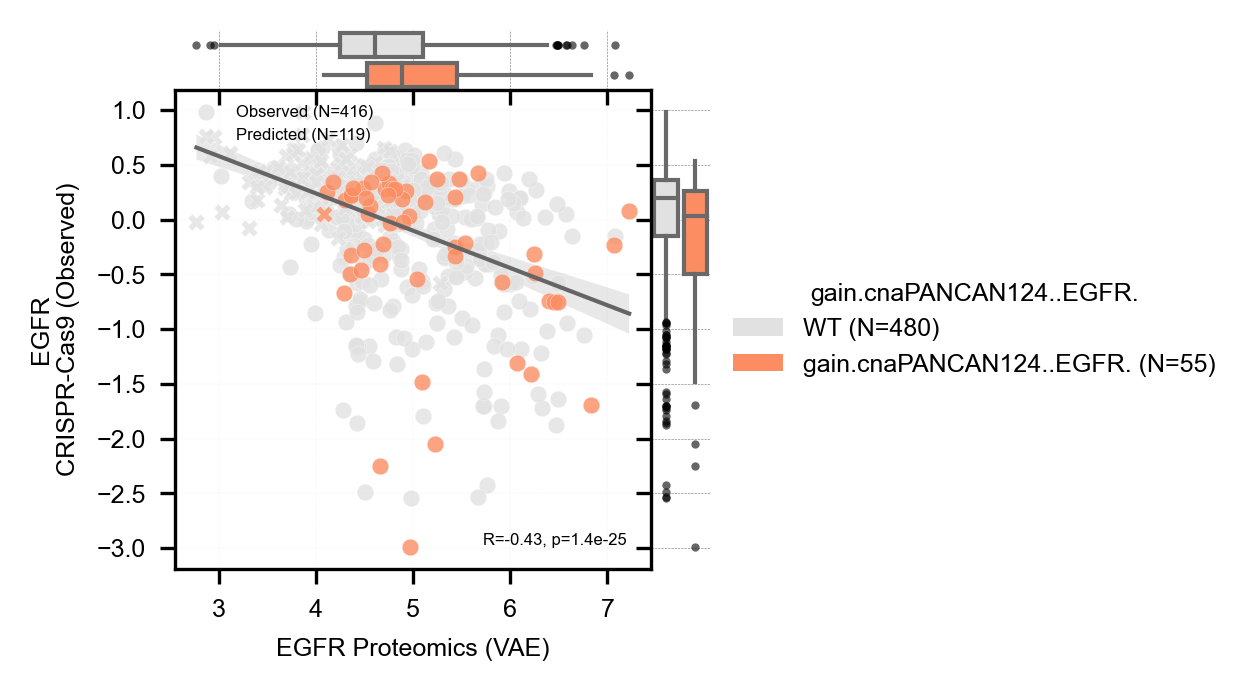 1.0
0.5
0.0
−0.5
−1.0
−1.5
−2.0
−2.5
−3.0
EGFR
CRISPR-Cas9 (Observed)
Observed (N=416)
Predicted (N=119)
R=-0.43, p=1.4e-25
3 4 5 6 7
EGFR Proteomics (VAE)
gain.cnaPANCAN124..EGFR.
WT (N=480)
gain.cnaPANCAN124..EGFR. (N=55)